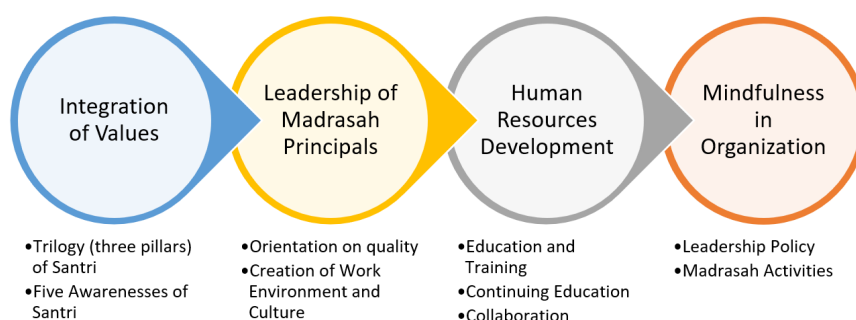 Integration
of Values
•Trilogy (three pillars)
of Santri
•Five Awarenesses of
Santri
Leadership of
Madrasah
Principals
•Orientation on quality
•Creation of Work
Environment and
Culture
Human
Resources
Development
•Education and
Training
•Continuing Education
•Collaboration
Mindfulness
in
Organization
•Leadership Policy
•Madrasah Activities